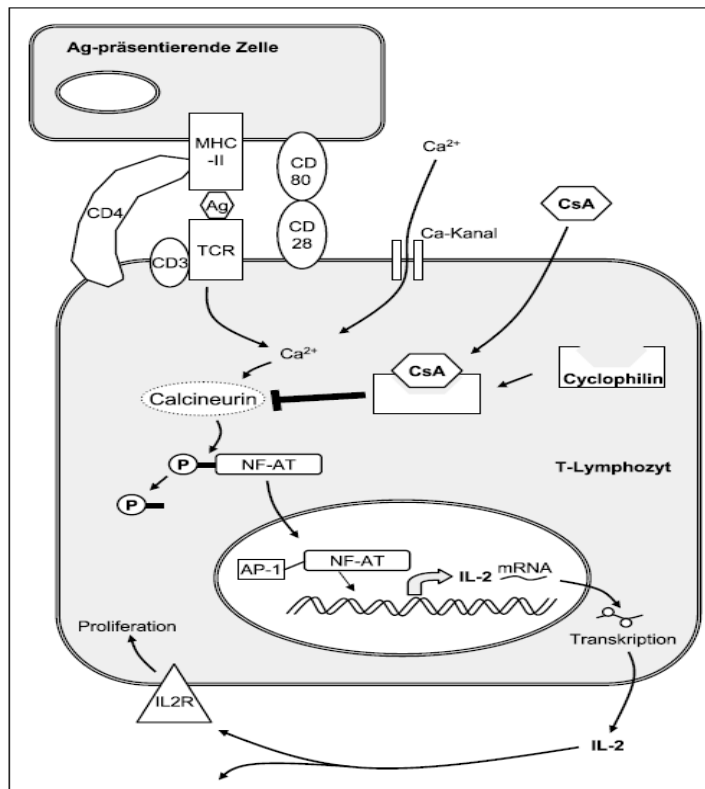 Ag-präsentierende Zelle
MHC
-II
CD
80
Ca²⁺
CsA
CD4
Ag
CD
28
Ca-Kanal
CD3
TCR
Ca²⁺
CsA
Cyclophilin
Calcineurin
P
NF-AT
T-Lymphozyt
P
NF-AT
AP-1
IL-2
mRNA
Proliferation
Transkription
IL2R
IL-2